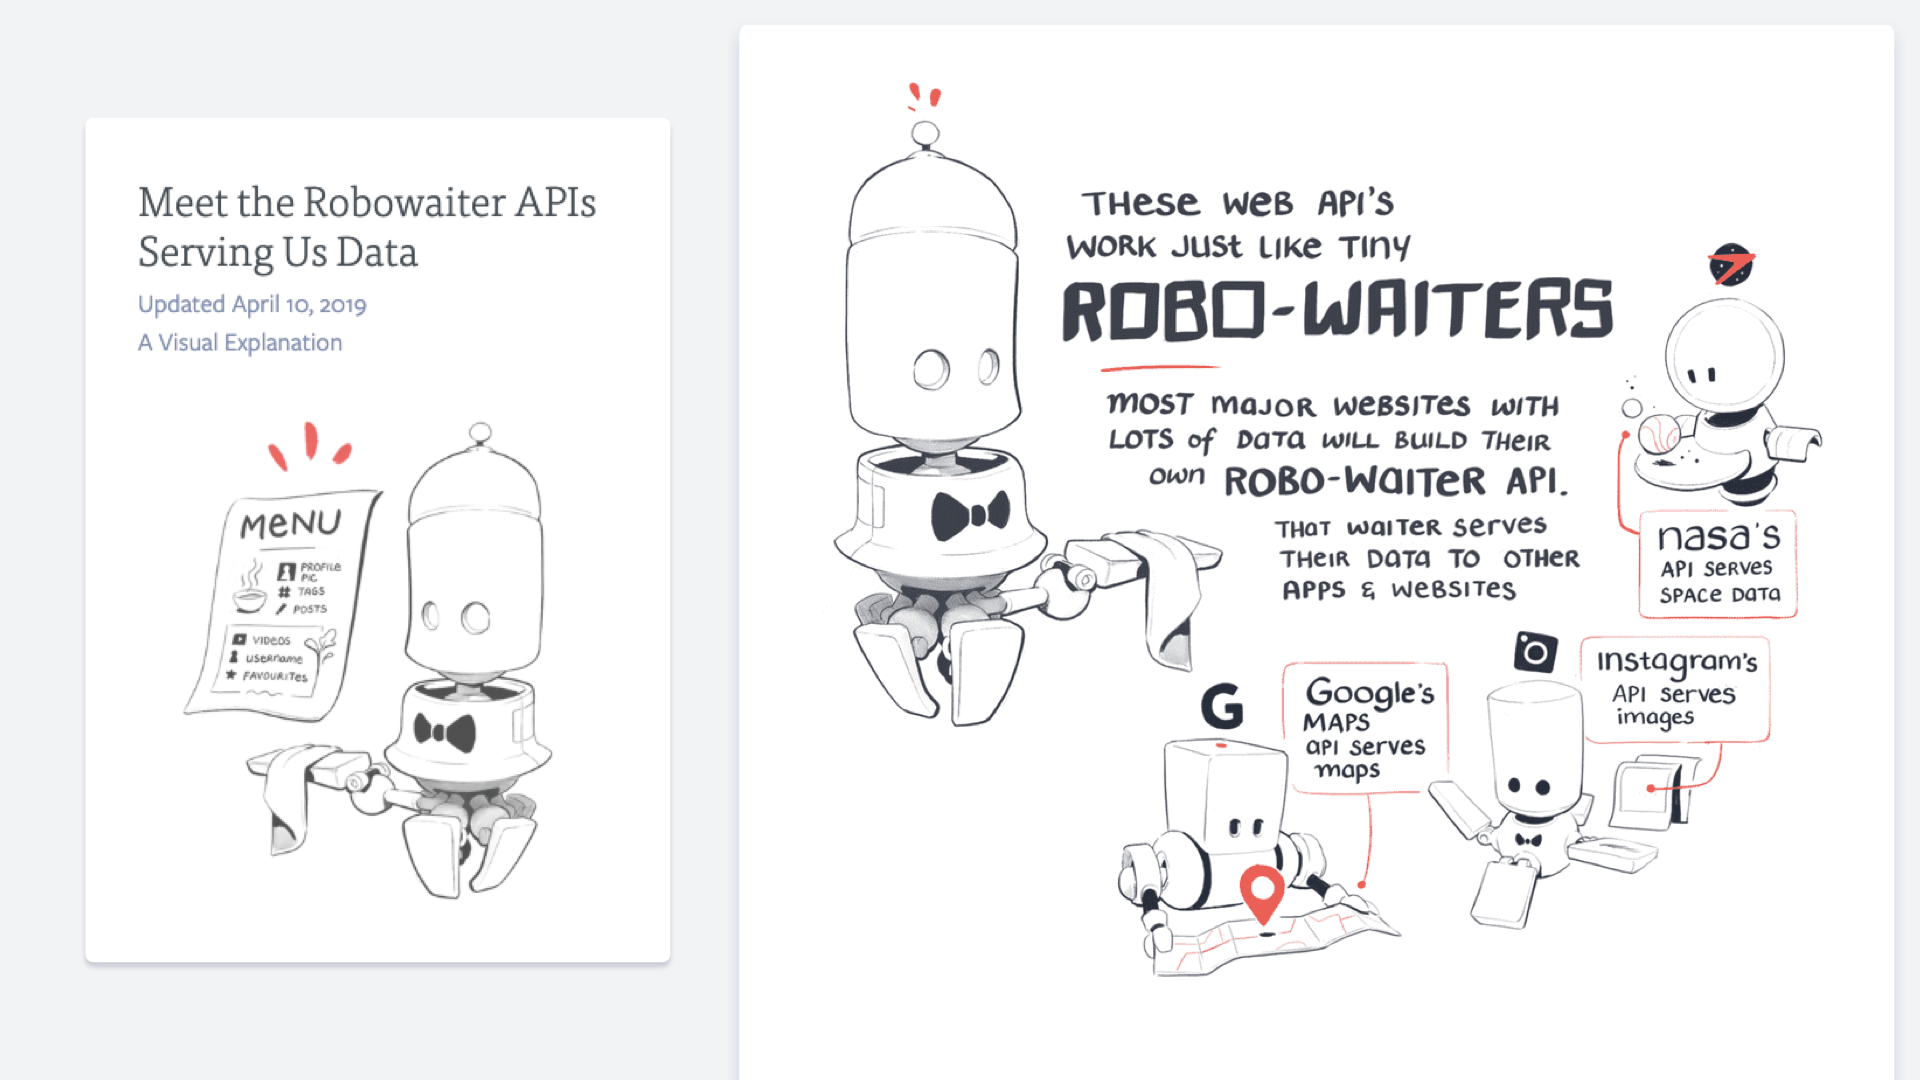 Meet the Robowaiter APIs
Serving Us Data
Updated April 10, 2019
A Visual Explanation
MeNU
PROFILE
PIC
# TAGS
POSTS
VIDEOS
USERNAME
FAVOURITES
THESE WEB API'S
WORK JUST LIKE TINY
ROBO-WAITERS
MOST MAJOR WEBSITES WITH
LOTS of DATA WILL BUILD THEIR
OWN ROBO-WAITER API.
THAT WAITER SERVES
THEIR DATA TO OTHER
APPS & WEBSITES
nasa's
API SERVES
SPACE DATA
instagram's
API serves
images
G
Google's
MAPS
API serves
maps